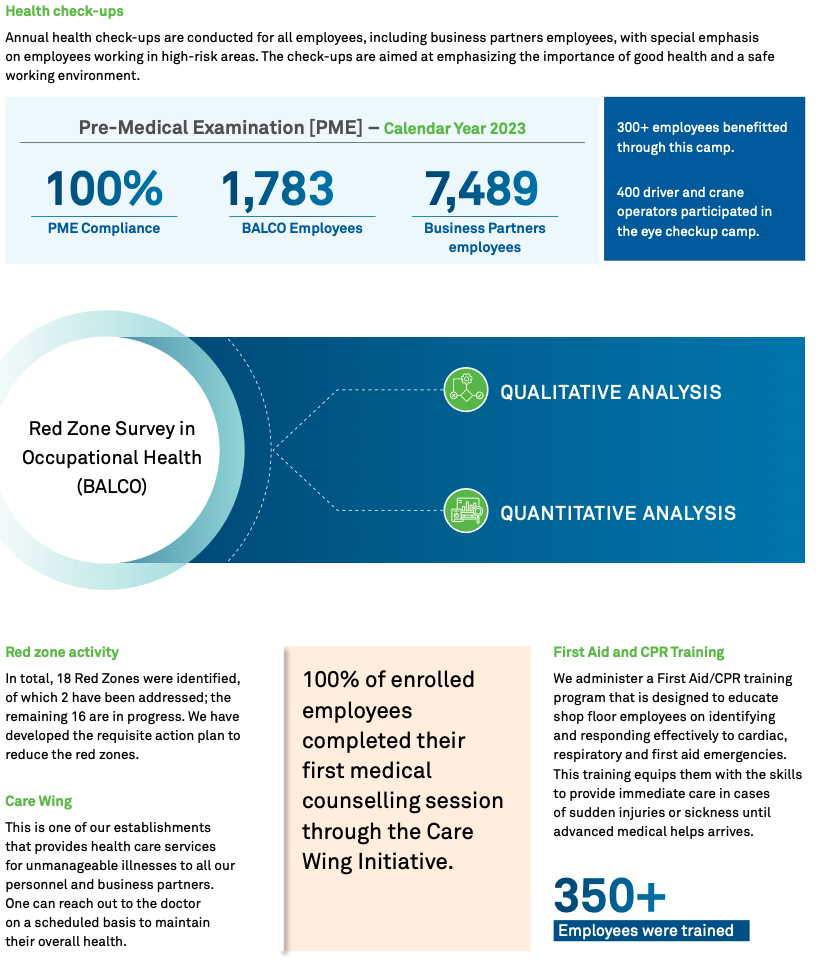 Health check-ups
Annual health check-ups are conducted for all employees, including business partners employees, with special emphasis
on employees working in high-risk areas. The check-ups are aimed at emphasizing the importance of good health and a safe
working environment.
Pre-Medical Examination [PME] – Calendar Year 2023
100%
PME Compliance
1,783
BALCO Employees
7,489
Business Partners
employees
300+ employees benefitted
through this camp.
400 driver and crane
operators participated in
the eye checkup camp.
Red Zone Survey in
Occupational Health
(BALCO)
QUALITATIVE ANALYSIS
QUANTITATIVE ANALYSIS
Red zone activity
In total, 18 Red Zones were identified,
of which 2 have been addressed; the
remaining 16 are in progress. We have
developed the requisite action plan to
reduce the red zones.
Care Wing
This is one of our establishments
that provides health care services
for unmanageable illnesses to all our
personnel and business partners.
One can reach out to the doctor
on a scheduled basis to maintain
their overall health.
100% of enrolled
employees
completed their
first medical
counselling session
through the Care
Wing Initiative.
First Aid and CPR Training
We administer a First Aid/CPR training
program that is designed to educate
shop floor employees on identifying
and responding effectively to cardiac,
respiratory and first aid emergencies.
This training equips them with the skills
to provide immediate care in cases
of sudden injuries or sickness until
advanced medical helps arrives.
350+
Employees were trained